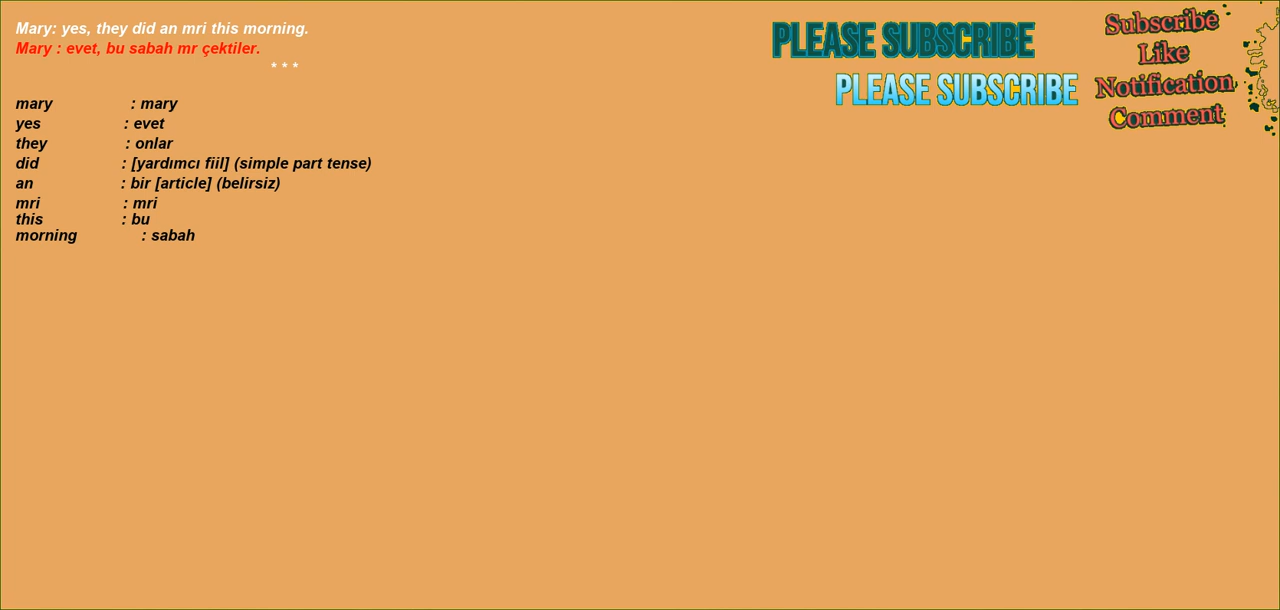 Mary: yes, they did an mri this morning.
Mary : evet, bu sabah mr çektiler.
* * *
mary : mary
yes : evet
they : onlar
did : [yardımcı fiil] (simple part tense)
an : bir [article] (belirsiz)
mri : mri
this : bu
morning : sabah
PLEASE SUBSCRIBE
PLEASE SUBSCRIBE
Subscribe
Like
Notification
Comment